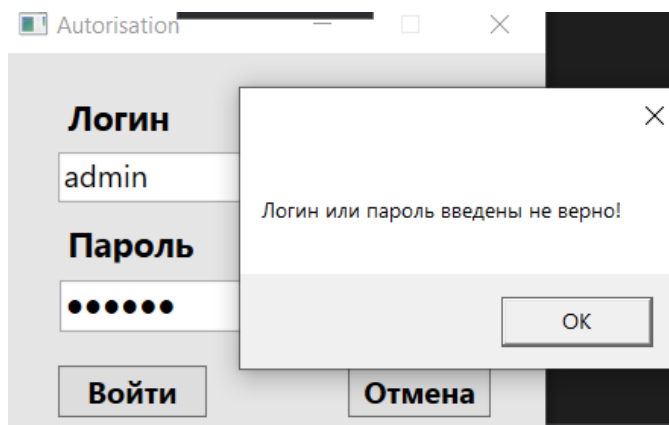 Autorisation
Логин
admin
Логин или пароль введены не верно!
Пароль
OK
Войти
Отмена